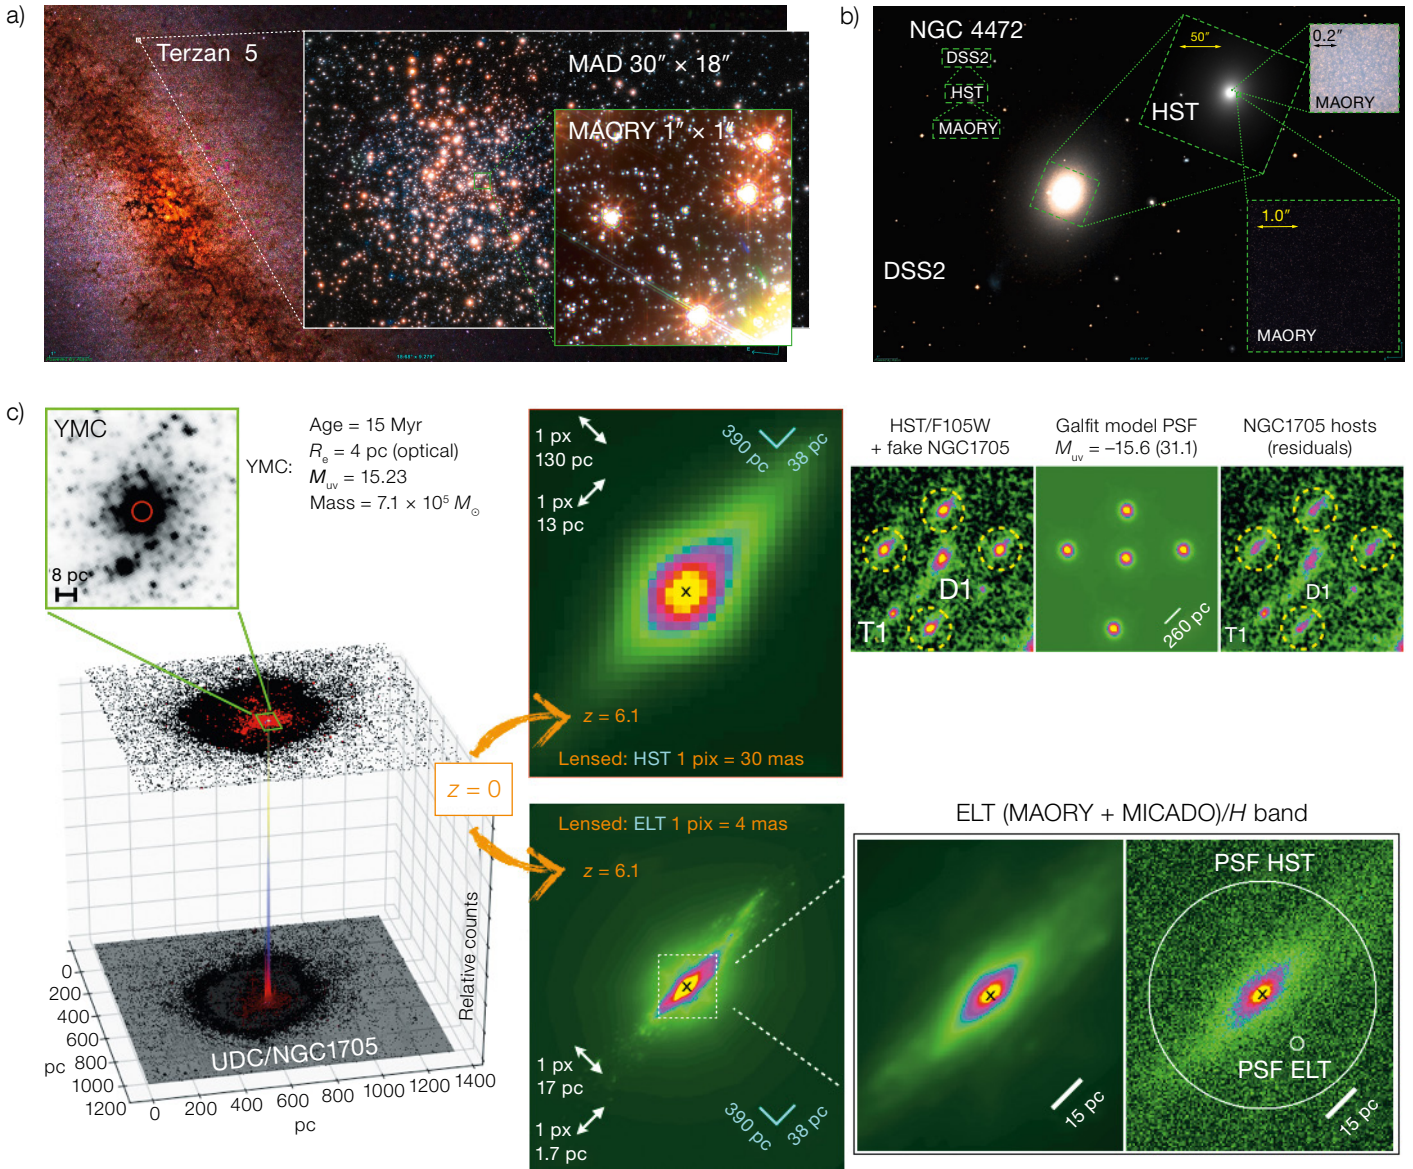 a)
Terzan 5
MAD 30″ × 18″
MAORY 1″ × 1″
b)
NGC 4472
DSS2
HST
MAORY
50″
HST
0.2″
MAORY
DSS2
1.0″
MAORY
c)
YMC
8 pc
YMC:
Age = 15 Myr
Rₑ = 4 pc (optical)
Mᵤᵥ = 15.23
Mass = 7.1 × 10⁵ M☉
1 px
130 pc
1 px
13 pc
390 pc
38 pc
z = 6.1
Lensed: HST 1 pix = 30 mas
HST/F105W
+ fake NGC1705
Galfit model PSF
Mᵤᵥ = –15.6 (31.1)
NGC1705 hosts
(residuals)
D1
T1
260 pc
D1
T1
z = 0
Relative counts
UDC/NGC1705
0
200
400
600
800
1000
1200
pc
0
200
400
600
800
1000
1200
1400
pc
Lensed: ELT 1 pix = 4 mas
z = 6.1
1 px
17 pc
1 px
1.7 pc
390 pc
38 pc
ELT (MAORY + MICADO)/H band
15 pc
PSF HST
PSF ELT
15 pc